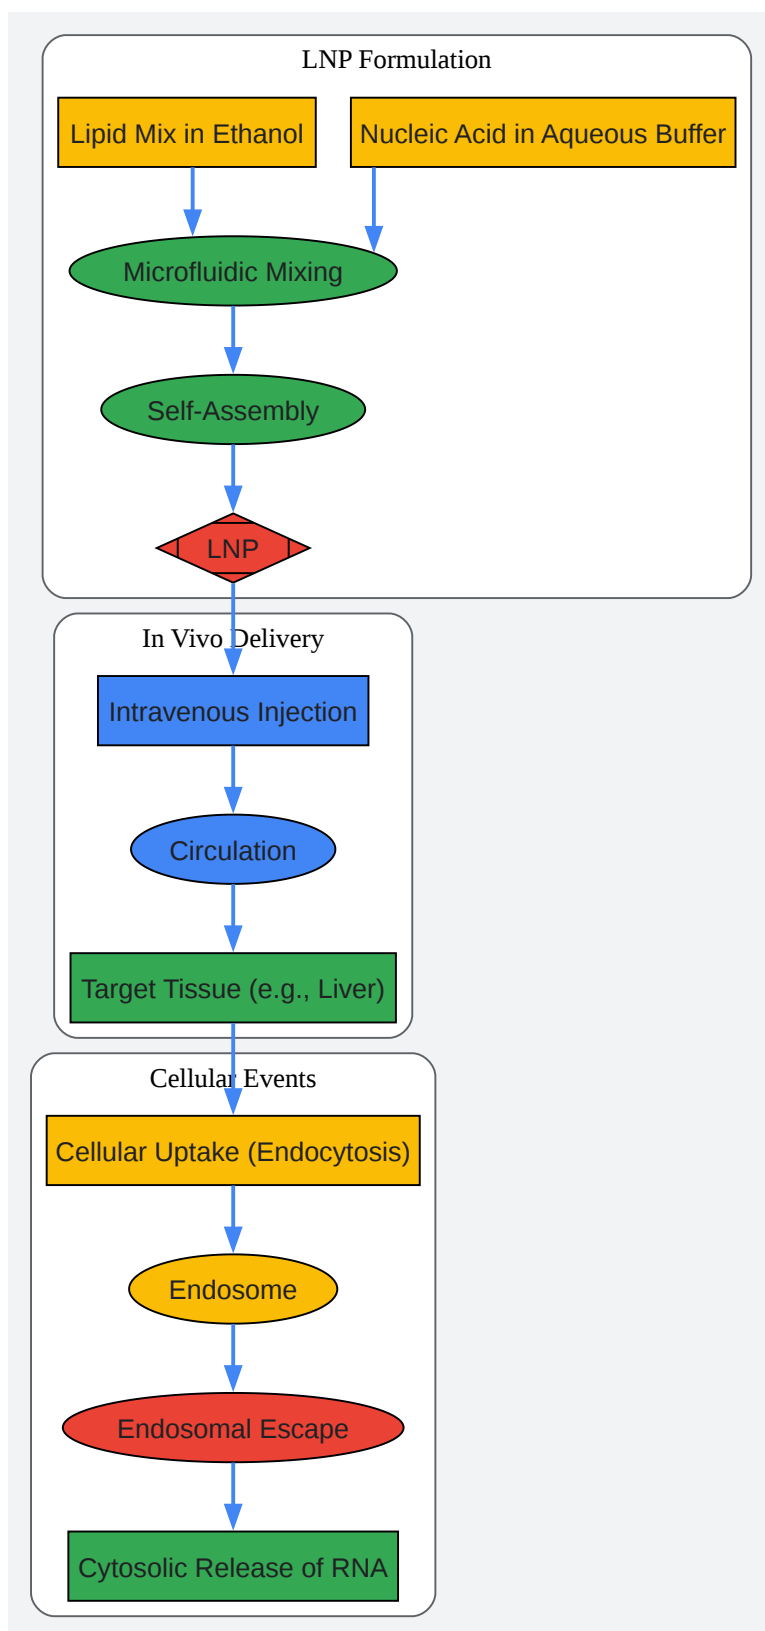 LNP Formulation
Lipid Mix in Ethanol
Nucleic Acid in Aqueous Buffer
Microfluidic Mixing
Self-Assembly
LNP
In Vivo Delivery
Intravenous Injection
Circulation
Target Tissue (e.g., Liver)
Cellular Events
Cellular Uptake (Endocytosis)
Endosome
Endosomal Escape
Cytosolic Release of RNA